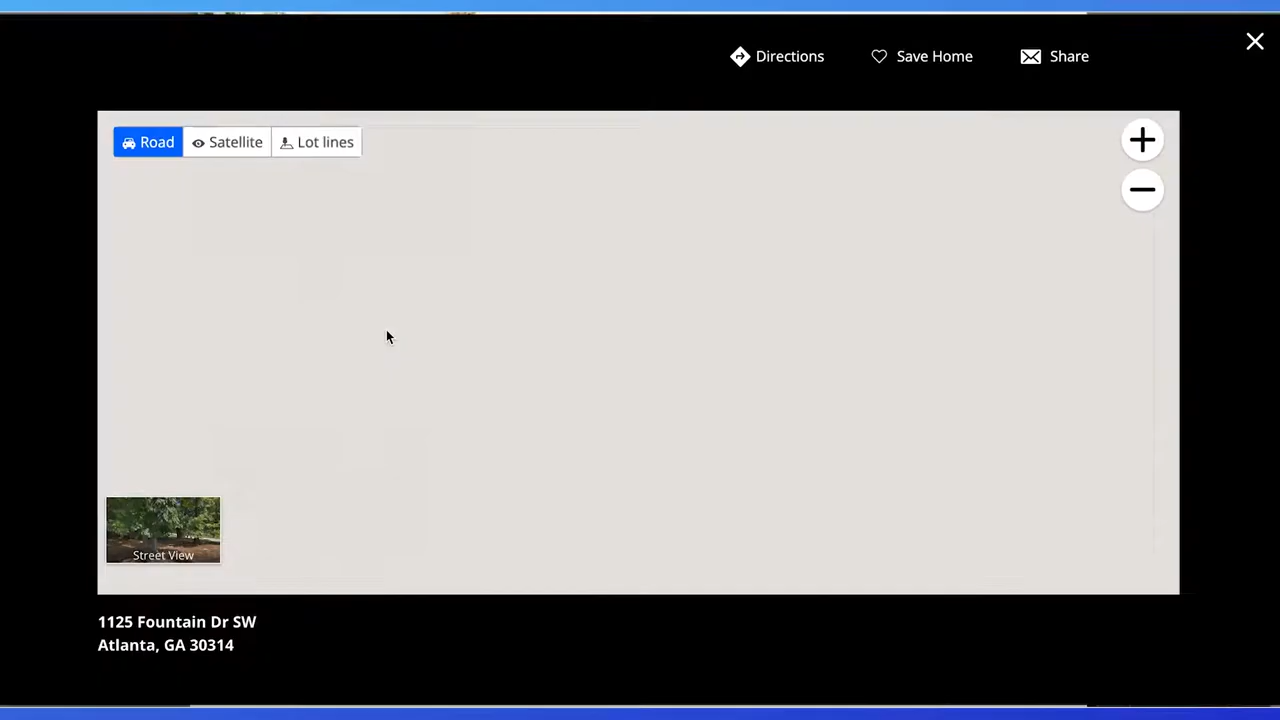 Directions Save Home Share
Road Satellite Lot lines
Street View
1125 Fountain Dr SW
Atlanta, GA 30314